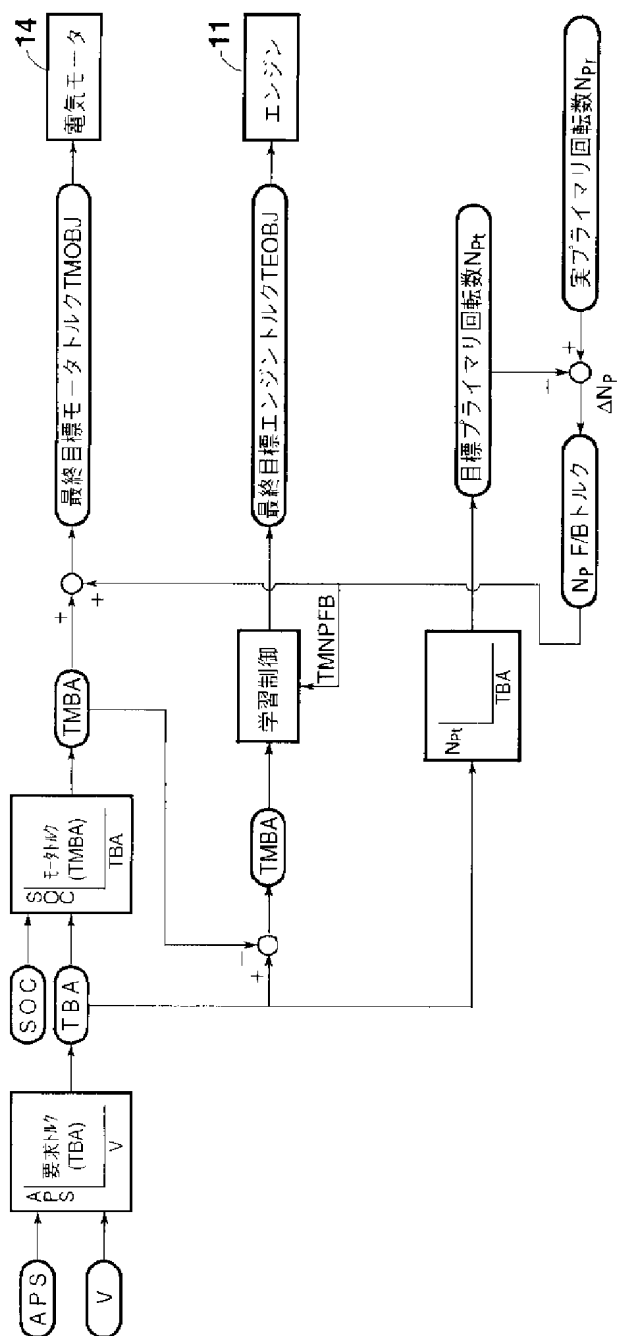 APS
V
A
P
S
要求トルク
(TBA)
V
SOC
TBA
S
O
C
モータトルク
(TMBA)
TBA
TMBA
+
+
最終目標モータトルクTMOBJ
電気モータ
14
+
-
TMBA
学習制御
TMNPFB
最終目標エンジントルクTEOBJ
エンジン
11
NPt
TBA
目標プライマリ回転数NPt
-
+
ΔNP
NP F/Bトルク
実プライマリ回転数NPr